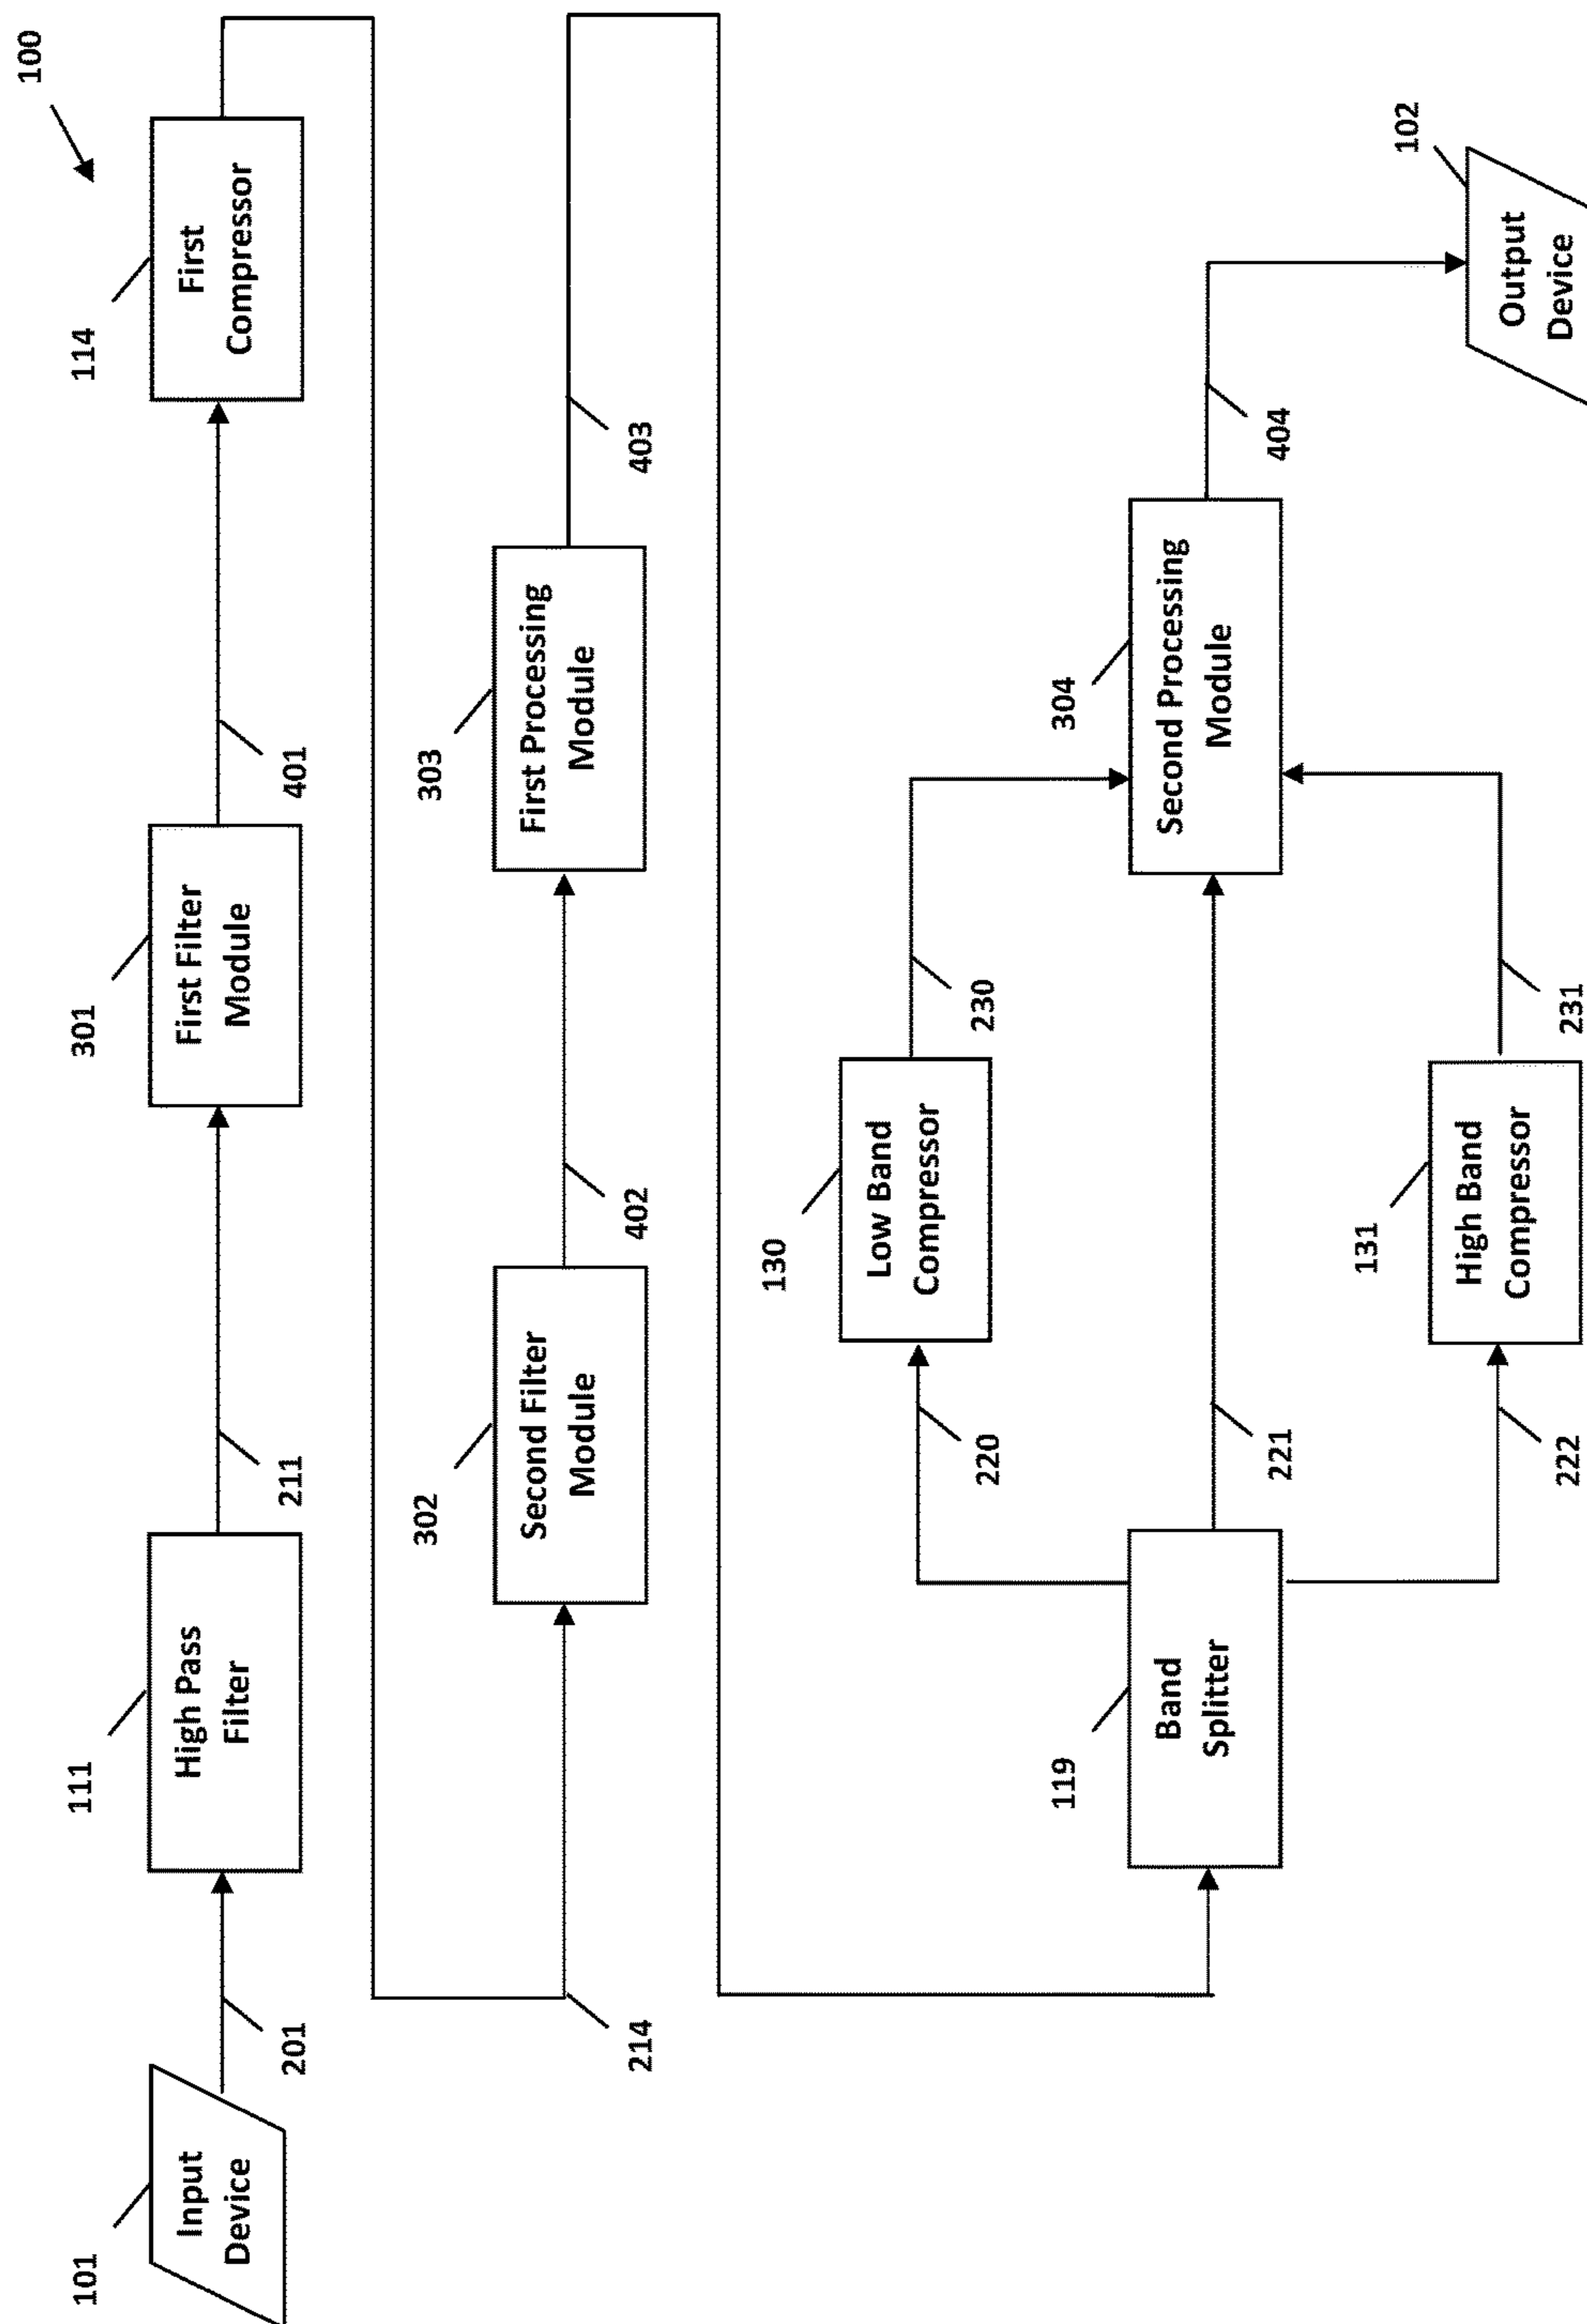 100
101
Input
Device
201
111
High Pass
Filter
211
301
First Filter
Module
401
114
First
Compressor
214
302
Second Filter
Module
402
303
First Processing
Module
403
119
Band
Splitter
220
130
Low Band
Compressor
230
221
222
131
High Band
Compressor
231
304
Second Processing
Module
404
102
Output
Device